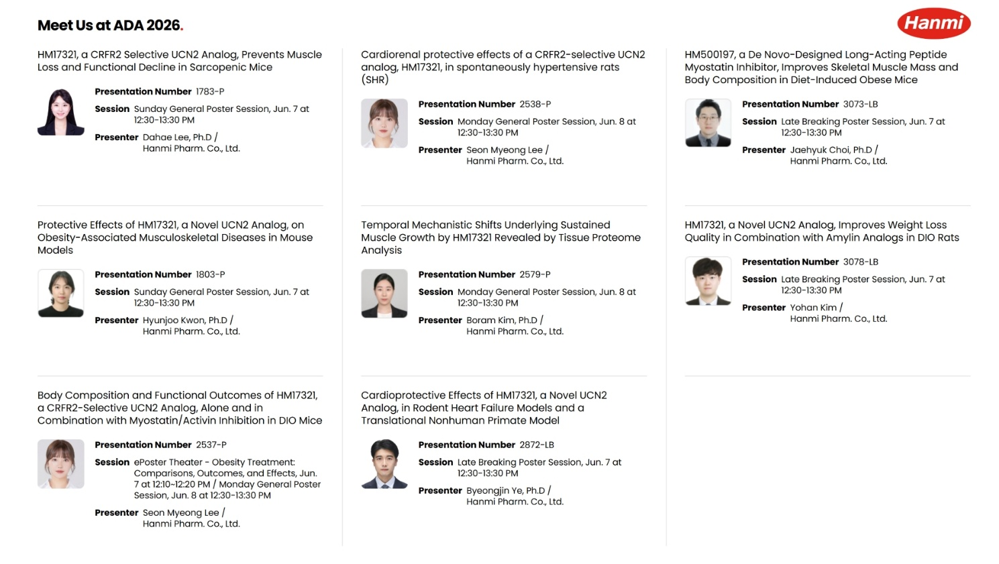 Meet Us at ADA 2026.
Hanmi
HM17321, a CRFR2 Selective UCN2 Analog, Prevents Muscle
Loss and Functional Decline in Sarcopenic Mice
Presentation Number 1783-P
Session Sunday General Poster Session, Jun. 7 at
12:30-13:30 PM
Presenter Dahae Lee, Ph.D /
Hanmi Pharm. Co., Ltd.
Protective Effects of HM17321, a Novel UCN2 Analog, on
Obesity-Associated Musculoskeletal Diseases in Mouse
Models
Presentation Number 1803-P
Session Sunday General Poster Session, Jun. 7 at
12:30-13:30 PM
Presenter Hyunjoo Kwon, Ph.D /
Hanmi Pharm. Co., Ltd.
Body Composition and Functional Outcomes of HM17321,
a CRFR2-Selective UCN2 Analog, Alone and in
Combination with Myostatin/Activin Inhibition in DIO Mice
Presentation Number 2537-P
Session ePoster Theater - Obesity Treatment:
Comparisons, Outcomes, and Effects, Jun.
7 at 12:10~12:20 PM / Monday General Poster
Session, Jun. 8 at 12:30-13:30 PM
Presenter Seon Myeong Lee /
Hanmi Pharm. Co., Ltd.
Cardiorenal protective effects of a CRFR2-selective UCN2
analog, HM17321, in spontaneously hypertensive rats
(SHR)
Presentation Number 2538-P
Session Monday General Poster Session, Jun. 8 at
12:30-13:30 PM
Presenter Seon Myeong Lee /
Hanmi Pharm. Co., Ltd.
Temporal Mechanistic Shifts Underlying Sustained
Muscle Growth by HM17321 Revealed by Tissue Proteome
Analysis
Presentation Number 2579-P
Session Monday General Poster Session, Jun. 8 at
12:30-13:30 PM
Presenter Boram Kim, Ph.D /
Hanmi Pharm. Co., Ltd.
Cardioprotective Effects of HM17321, a Novel UCN2
Analog, in Rodent Heart Failure Models and a
Translational Nonhuman Primate Model
Presentation Number 2872-LB
Session Late Breaking Poster Session, Jun. 7 at
12:30-13:30 PM
Presenter Byeongjin Ye, Ph.D /
Hanmi Pharm. Co., Ltd.
HM500197, a De Novo-Designed Long-Acting Peptide
Myostatin Inhibitor, Improves Skeletal Muscle Mass and
Body Composition in Diet-Induced Obese Mice
Presentation Number 3073-LB
Session Late Breaking Poster Session, Jun. 7 at
12:30-13:30 PM
Presenter Jaehyuk Choi, Ph.D /
Hanmi Pharm. Co., Ltd.
HM17321, a Novel UCN2 Analog, Improves Weight Loss
Quality in Combination with Amylin Analogs in DIO Rats
Presentation Number 3078-LB
Session Late Breaking Poster Session, Jun. 7 at
12:30-13:30 PM
Presenter Yohan Kim /
Hanmi Pharm. Co., Ltd.